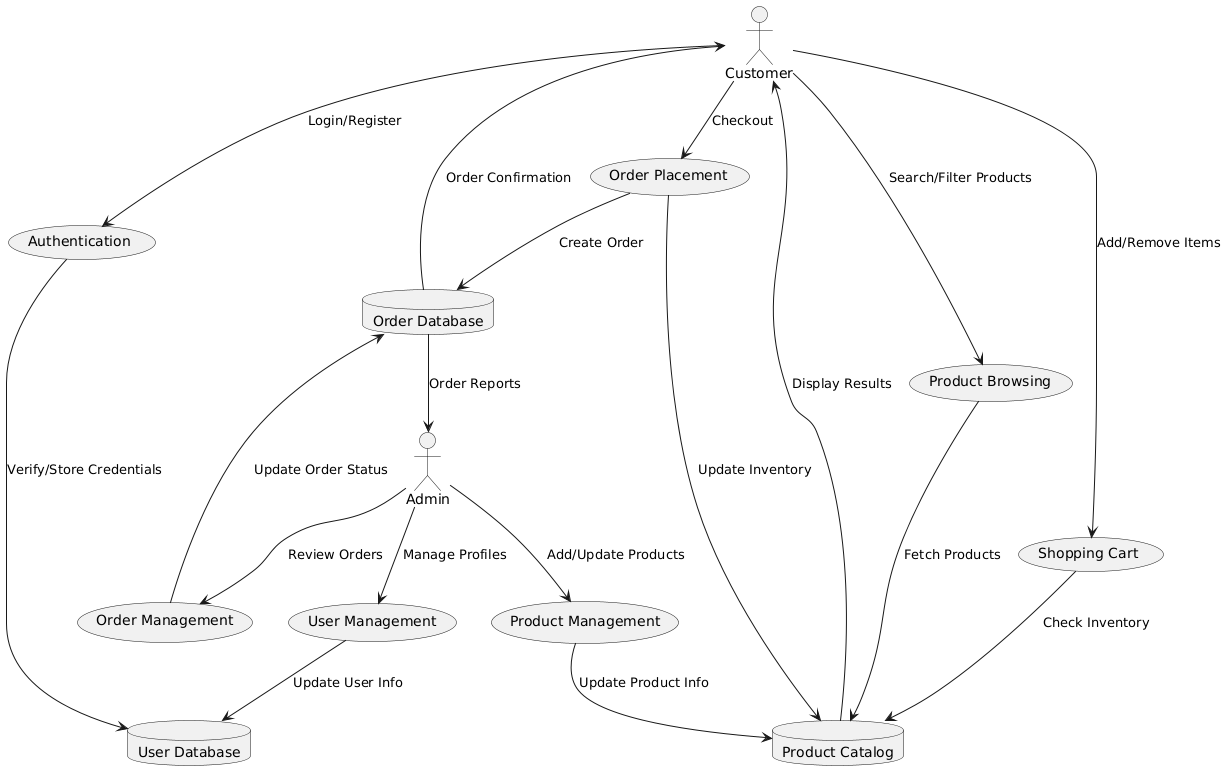 Customer
Login/Register
Checkout
Order Confirmation
Order Placement
Search/Filter Products
Authentication
Create Order
Add/Remove Items
Order Database
Order Reports
Display Results
Product Browsing
Verify/Store Credentials
Update Order Status
Update Inventory
Admin
Review Orders
Manage Profiles
Add/Update Products
Fetch Products
Shopping Cart
Order Management
User Management
Product Management
Check Inventory
Update User Info
Update Product Info
User Database
Product Catalog